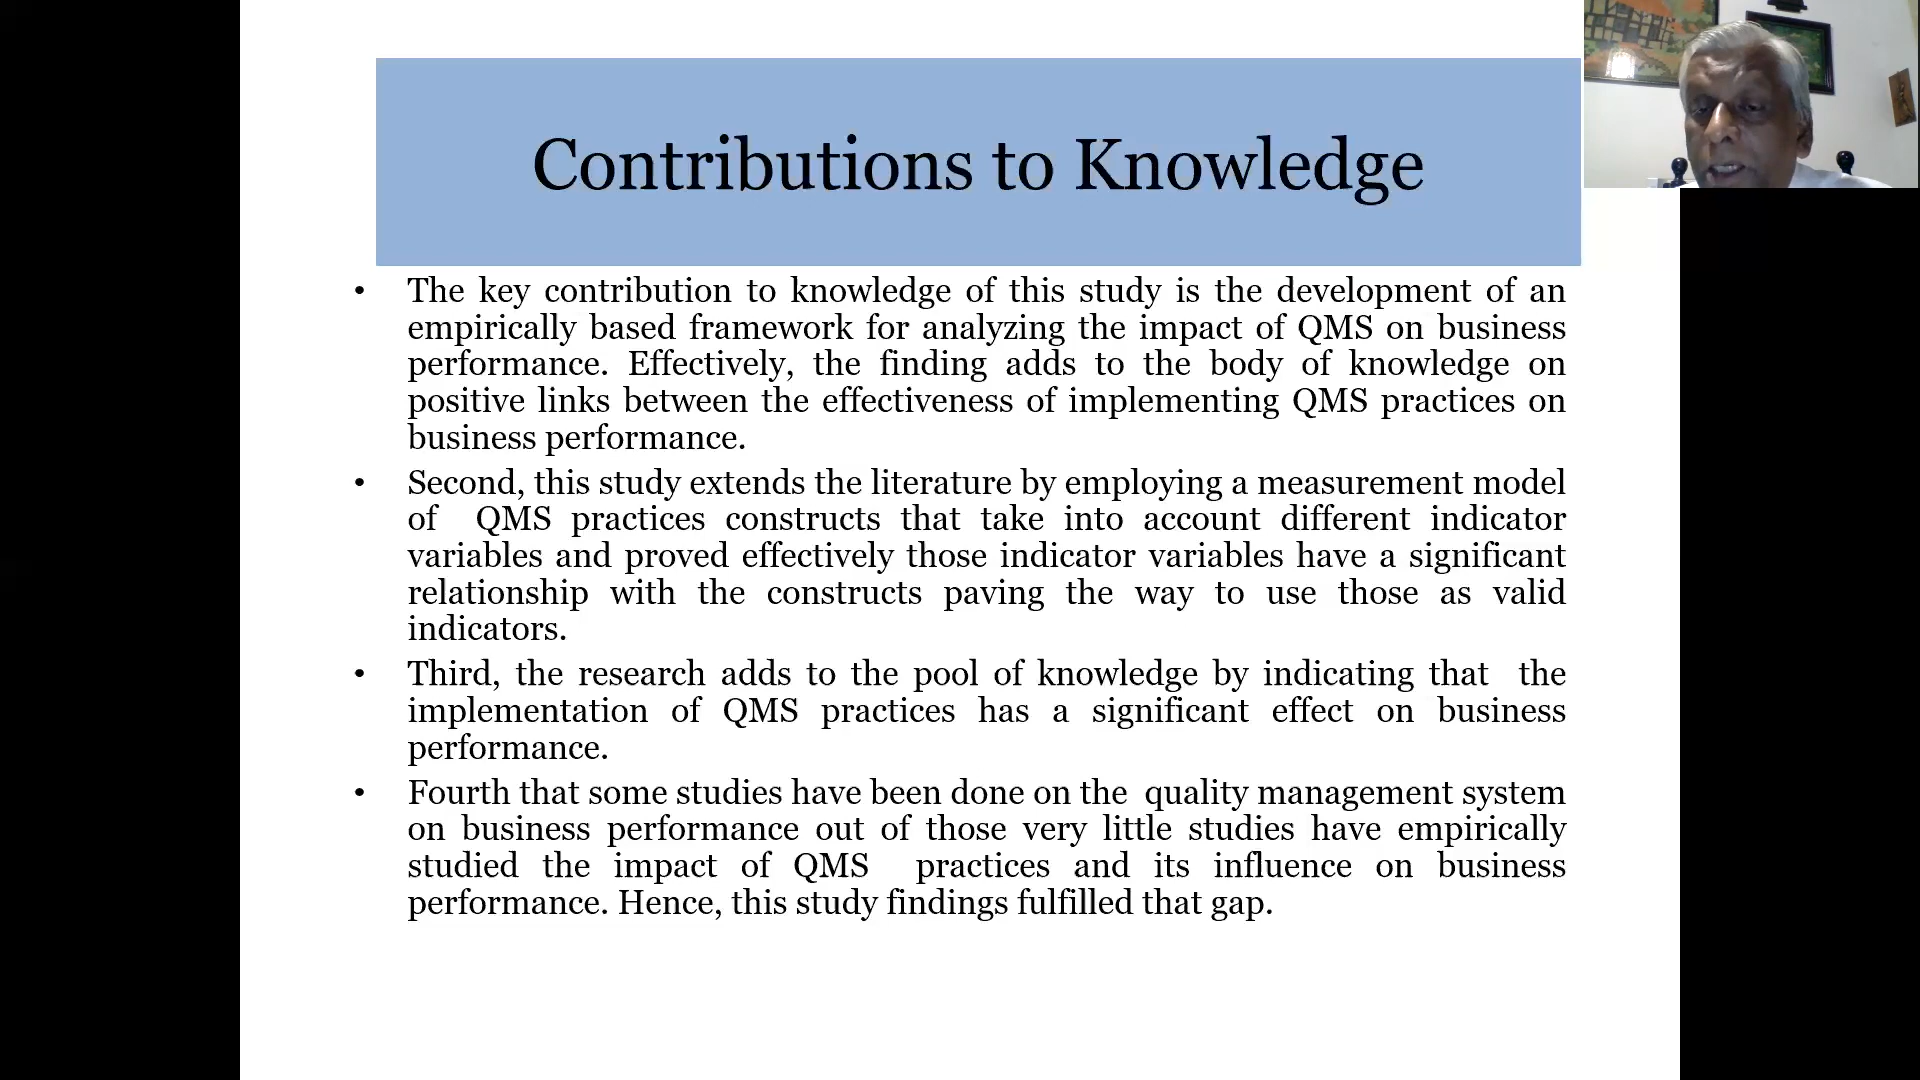 Contributions to Knowledge
• The key contribution to knowledge of this study is the development of an
empirically based framework for analyzing the impact of QMS on business
performance. Effectively, the finding adds to the body of knowledge on
positive links between the effectiveness of implementing QMS practices on
business performance.
• Second, this study extends the literature by employing a measurement model
of QMS practices constructs that take into account different indicator
variables and proved effectively those indicator variables have a significant
relationship with the constructs paving the way to use those as valid
indicators.
• Third, the research adds to the pool of knowledge by indicating that the
implementation of QMS practices has a significant effect on business
performance.
• Fourth that some studies have been done on the quality management system
on business performance out of those very little studies have empirically
studied the impact of QMS practices and its influence on business
performance. Hence, this study findings fulfilled that gap.